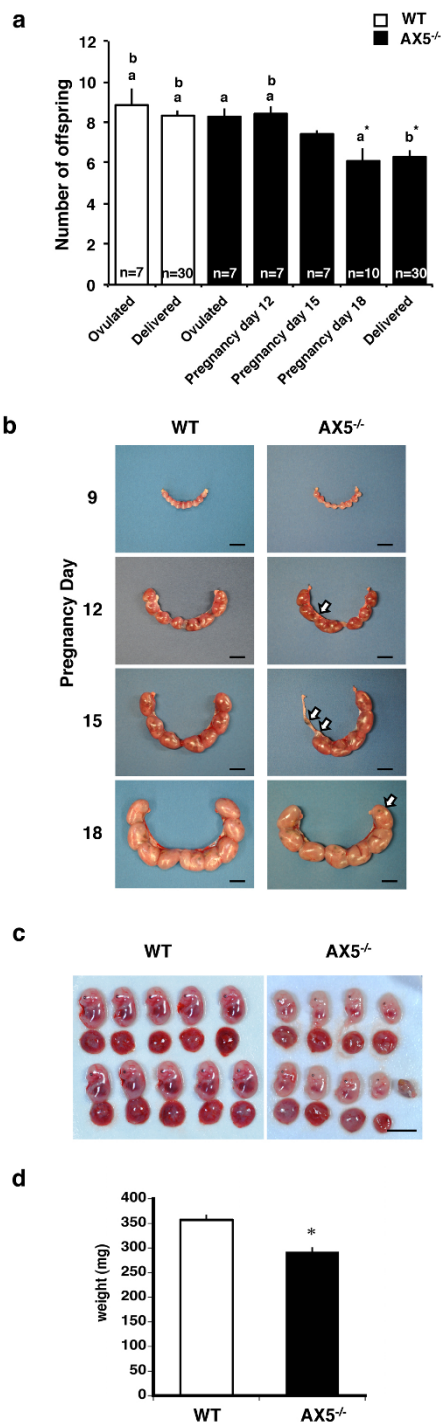 a
WT
AX5-/-
Number of offspring
12
10
8
6
4
2
0
b
a
b
a
a
b
a
a*
b*
n=7
n=30
n=7
n=7
n=7
n=10
n=30
Ovulated
Delivered
Ovulated
Pregnancy day 12
Pregnancy day 15
Pregnancy day 18
Delivered
b
WT
AX5-/-
Pregnancy Day
9
12
15
18
c
WT
AX5-/-
d
weight (mg)
400
350
300
250
200
150
100
50
0
*
WT
AX5-/-